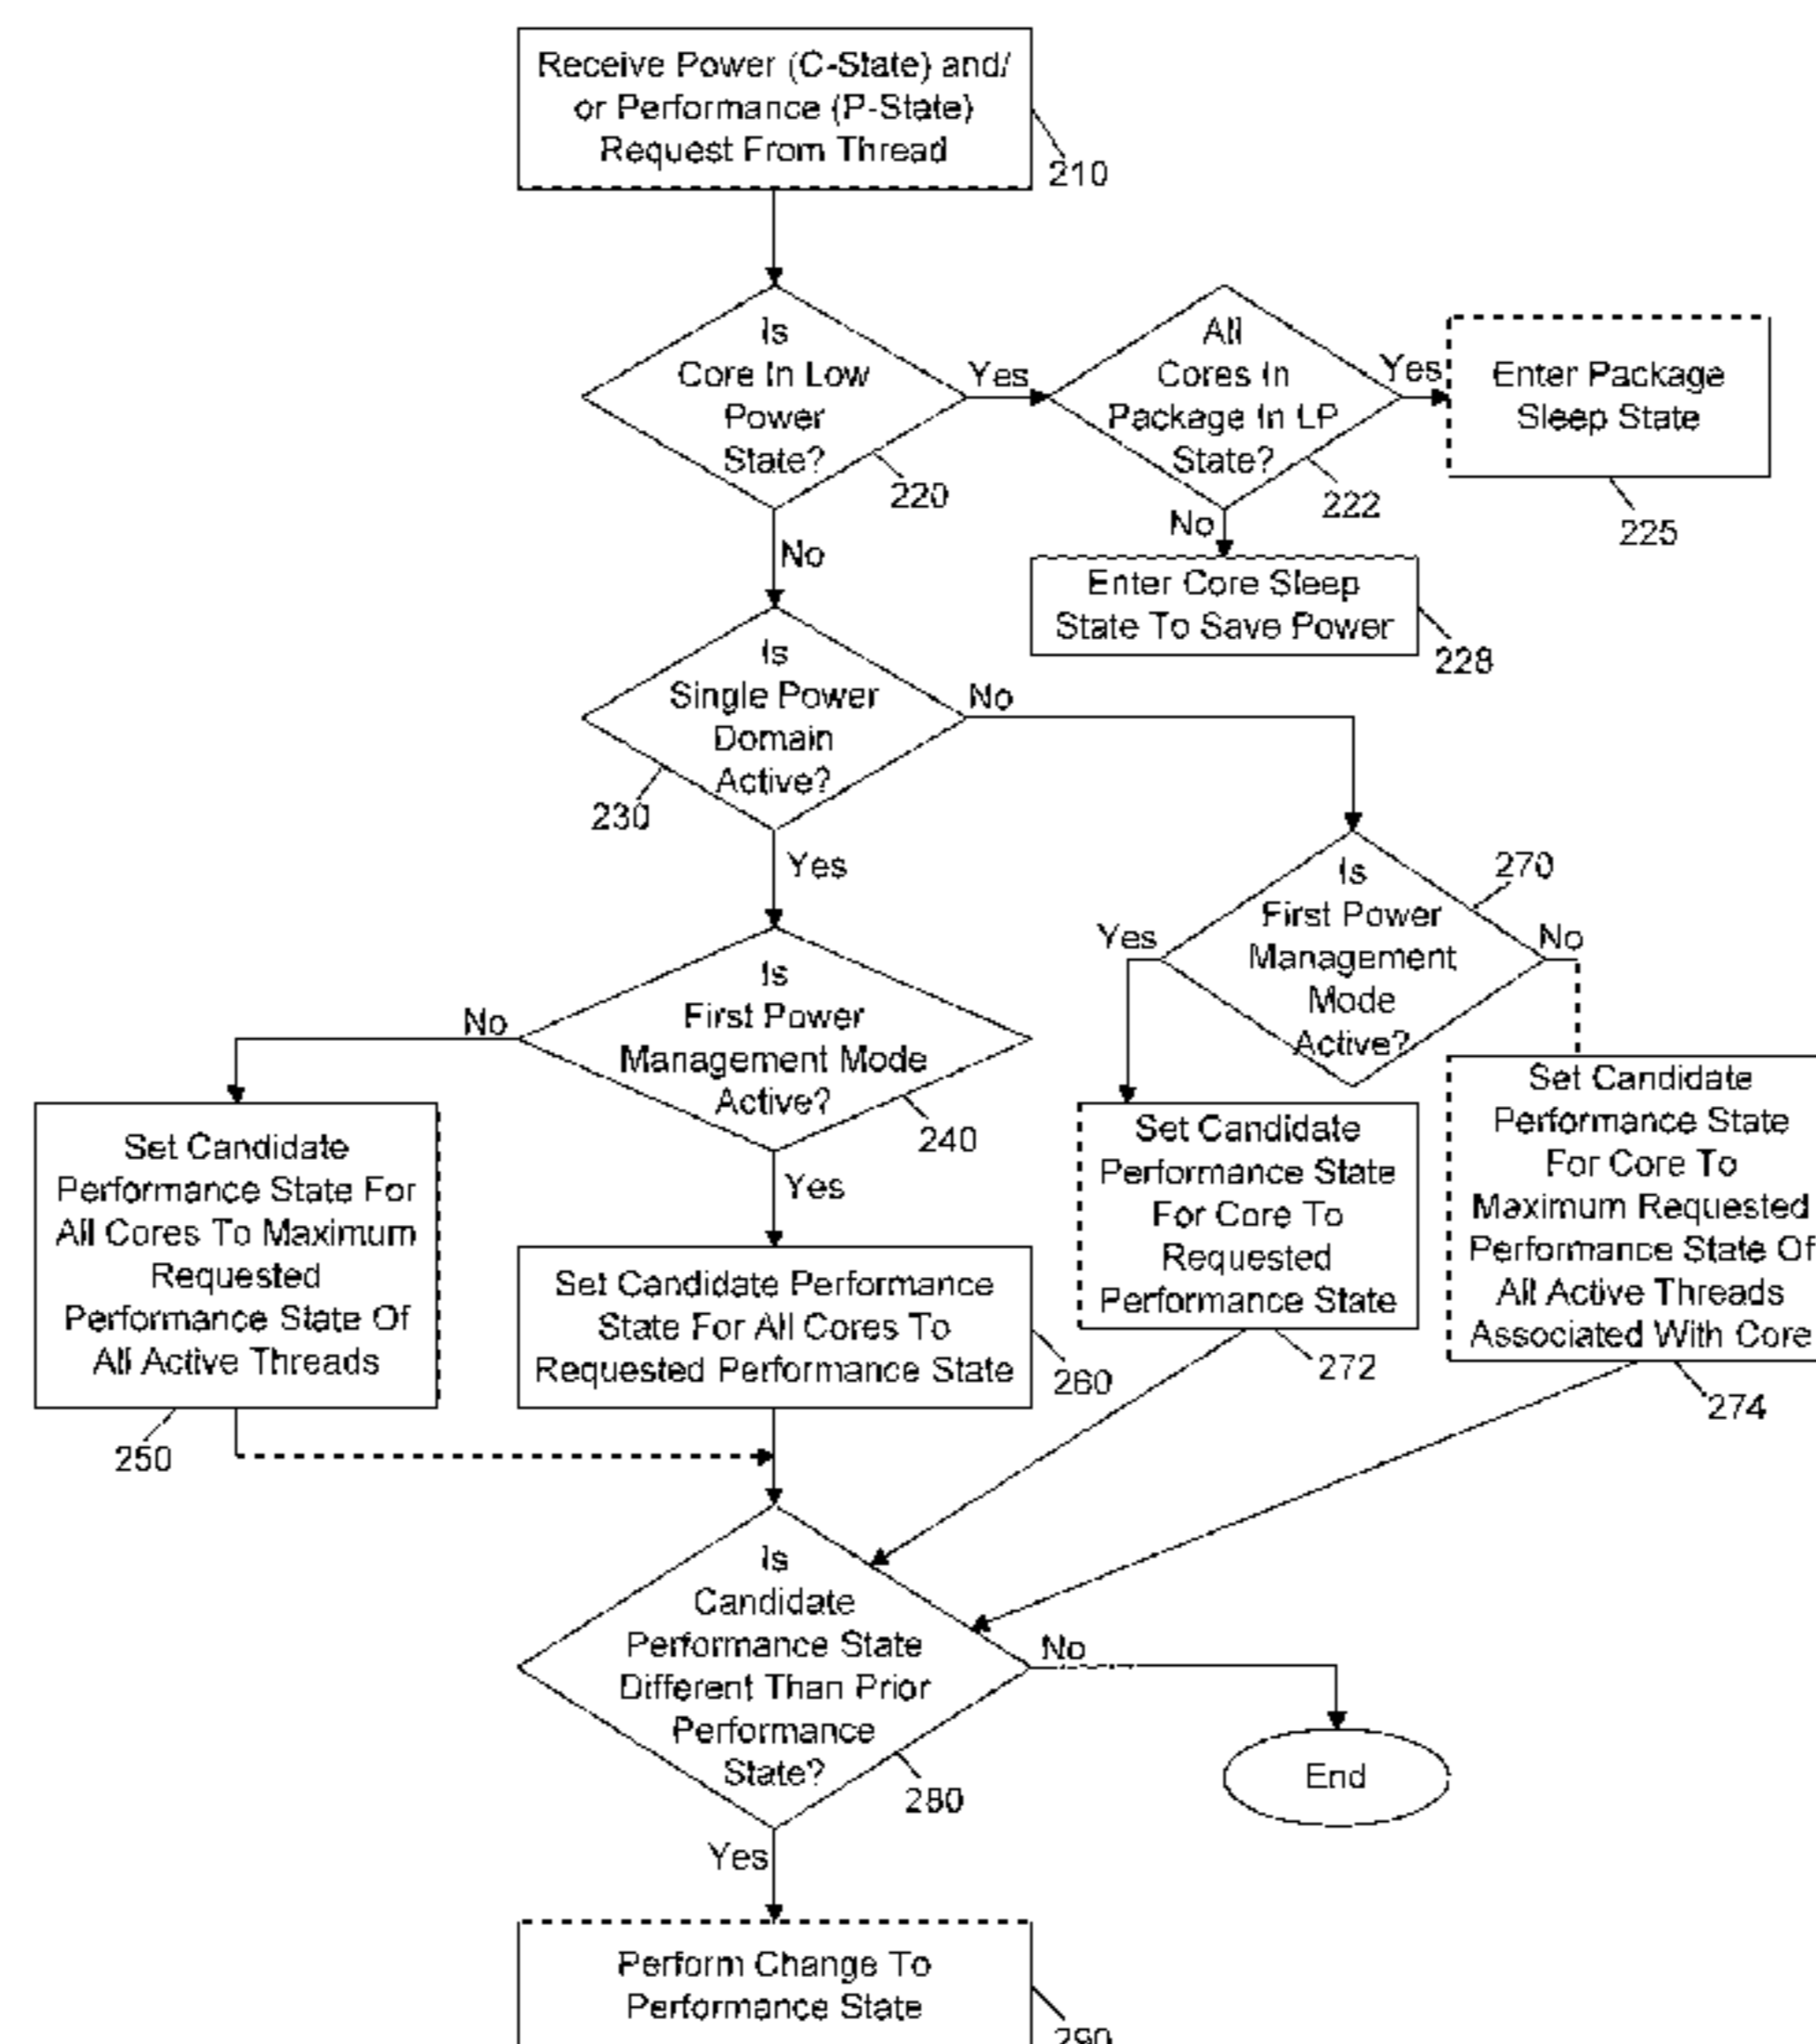 Receive Power (C-State) and/
or Performance (P-State)
Request From Thread
210
Is
Core In Low
Power
State?
220
Yes
All
Cores In
Package In LP
State?
222
Yes
Enter Package
Sleep State
225
No
Enter Core Sleep
State To Save Power
228
No
Is
Single Power
Domain
Active?
230
No
Yes
Is
First Power
Management
Mode
Active?
270
Yes
No
Is
First Power
Management Mode
Active?
240
No
Yes
Set Candidate
Performance State For
All Cores To Maximum
Requested
Performance State Of
All Active Threads
250
Set Candidate Performance
State For All Cores To
Requested Performance State
260
Set Candidate
Performance State
For Core To
Requested
Performance State
272
Set Candidate
Performance State
For Core To
Maximum Requested
Performance State Of
All Active Threads
Associated With Core
274
Is
Candidate
Performance State
Different Than Prior
Performance
State?
280
No
End
Yes
Perform Change To
Performance State
290